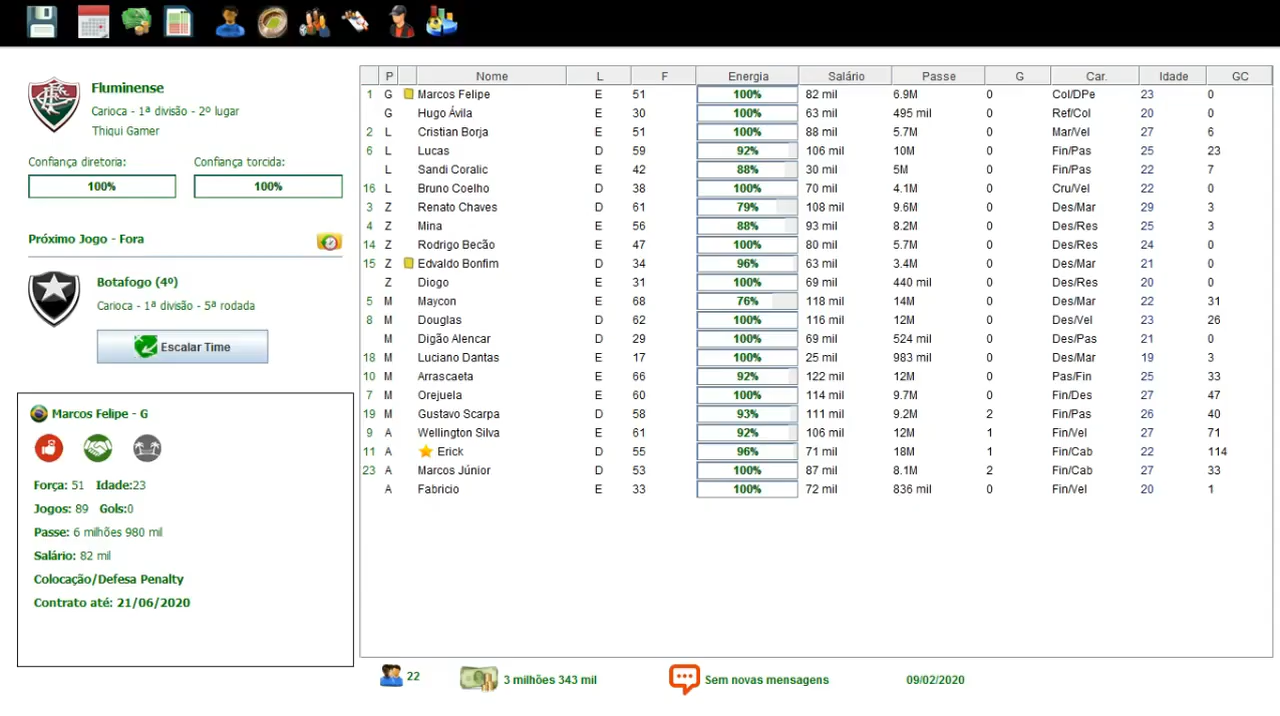 Fluminense
Carioca - 1ª divisão - 2º lugar
Thiqui Gamer
Confiança diretoria: Confiança torcida:
100% 100%
Próximo Jogo - Fora
Botafogo (4º)
Carioca - 1ª divisão - 5ª rodada
Escalar Time
Marcos Felipe - G
Força: 51 Idade:23
Jogos: 89 Gols:0
Passe: 6 milhões 980 mil
Salário: 82 mil
Colocação/Defesa Penalty
Contrato até: 21/06/2020
P Nome L F Energia Salário Passe G Car. Idade GC
1 G Marcos Felipe E 51 100% 82 mil 6.9M 0 Col/DPe 23 0
G Hugo Ávila E 30 100% 63 mil 495 mil 0 Ref/Col 20 0
2 L Cristian Borja E 51 100% 88 mil 5.7M 0 Mar/Vel 27 6
6 L Lucas D 59 92% 106 mil 10M 0 Fin/Pas 25 23
L Sandi Coralic E 42 88% 30 mil 5M 0 Fin/Pas 22 7
16 L Bruno Coelho D 38 100% 70 mil 4.1M 0 Cru/Vel 22 0
3 Z Renato Chaves D 61 79% 108 mil 9.6M 0 Des/Mar 29 3
4 Z Mina E 56 88% 93 mil 8.2M 0 Des/Res 25 3
14 Z Rodrigo Becão E 47 100% 80 mil 5.7M 0 Des/Res 24 0
15 Z Edvaldo Bonfim D 34 96% 63 mil 3.4M 0 Des/Mar 21 0
Z Diogo E 31 100% 69 mil 440 mil 0 Des/Res 20 0
5 M Maycon E 68 76% 118 mil 14M 0 Des/Mar 22 31
8 M Douglas D 62 100% 116 mil 12M 0 Des/Vel 23 26
M Digão Alencar D 29 100% 69 mil 524 mil 0 Des/Pas 21 0
18 M Luciano Dantas E 17 100% 25 mil 983 mil 0 Des/Mar 19 3
10 M Arrascaeta E 66 92% 122 mil 12M 0 Pas/Fin 25 33
7 M Orejuela E 60 100% 114 mil 9.7M 0 Fin/Des 27 47
19 M Gustavo Scarpa D 58 93% 111 mil 9.2M 2 Fin/Pas 26 40
9 A Wellington Silva E 61 92% 106 mil 12M 1 Fin/Vel 27 71
11 A Erick D 55 96% 71 mil 18M 1 Fin/Cab 22 114
23 A Marcos Júnior D 53 100% 87 mil 8.1M 2 Fin/Cab 27 33
A Fabricio E 33 100% 72 mil 836 mil 0 Fin/Vel 20 1
22 3 milhões 343 mil Sem novas mensagens 09/02/2020